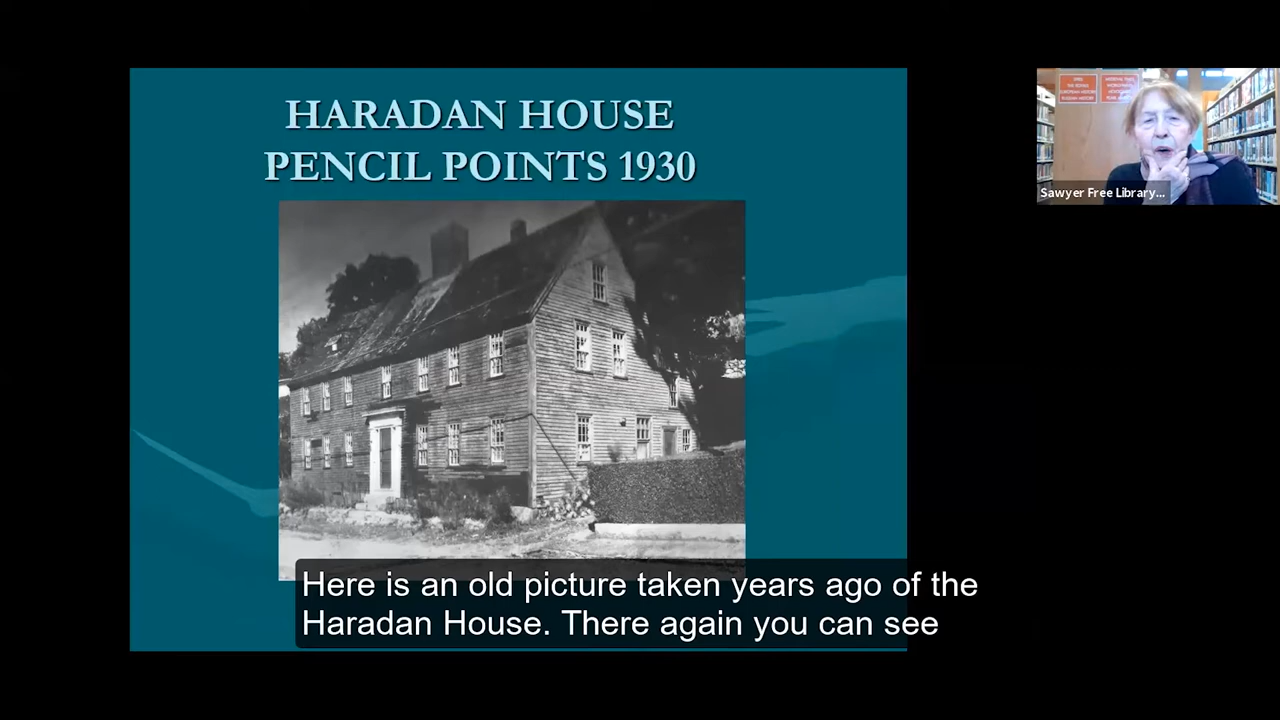 HARADAN HOUSE
PENCIL POINTS 1930
Sawyer Free Library...
Here is an old picture taken years ago of the
Haradan House. There again you can see